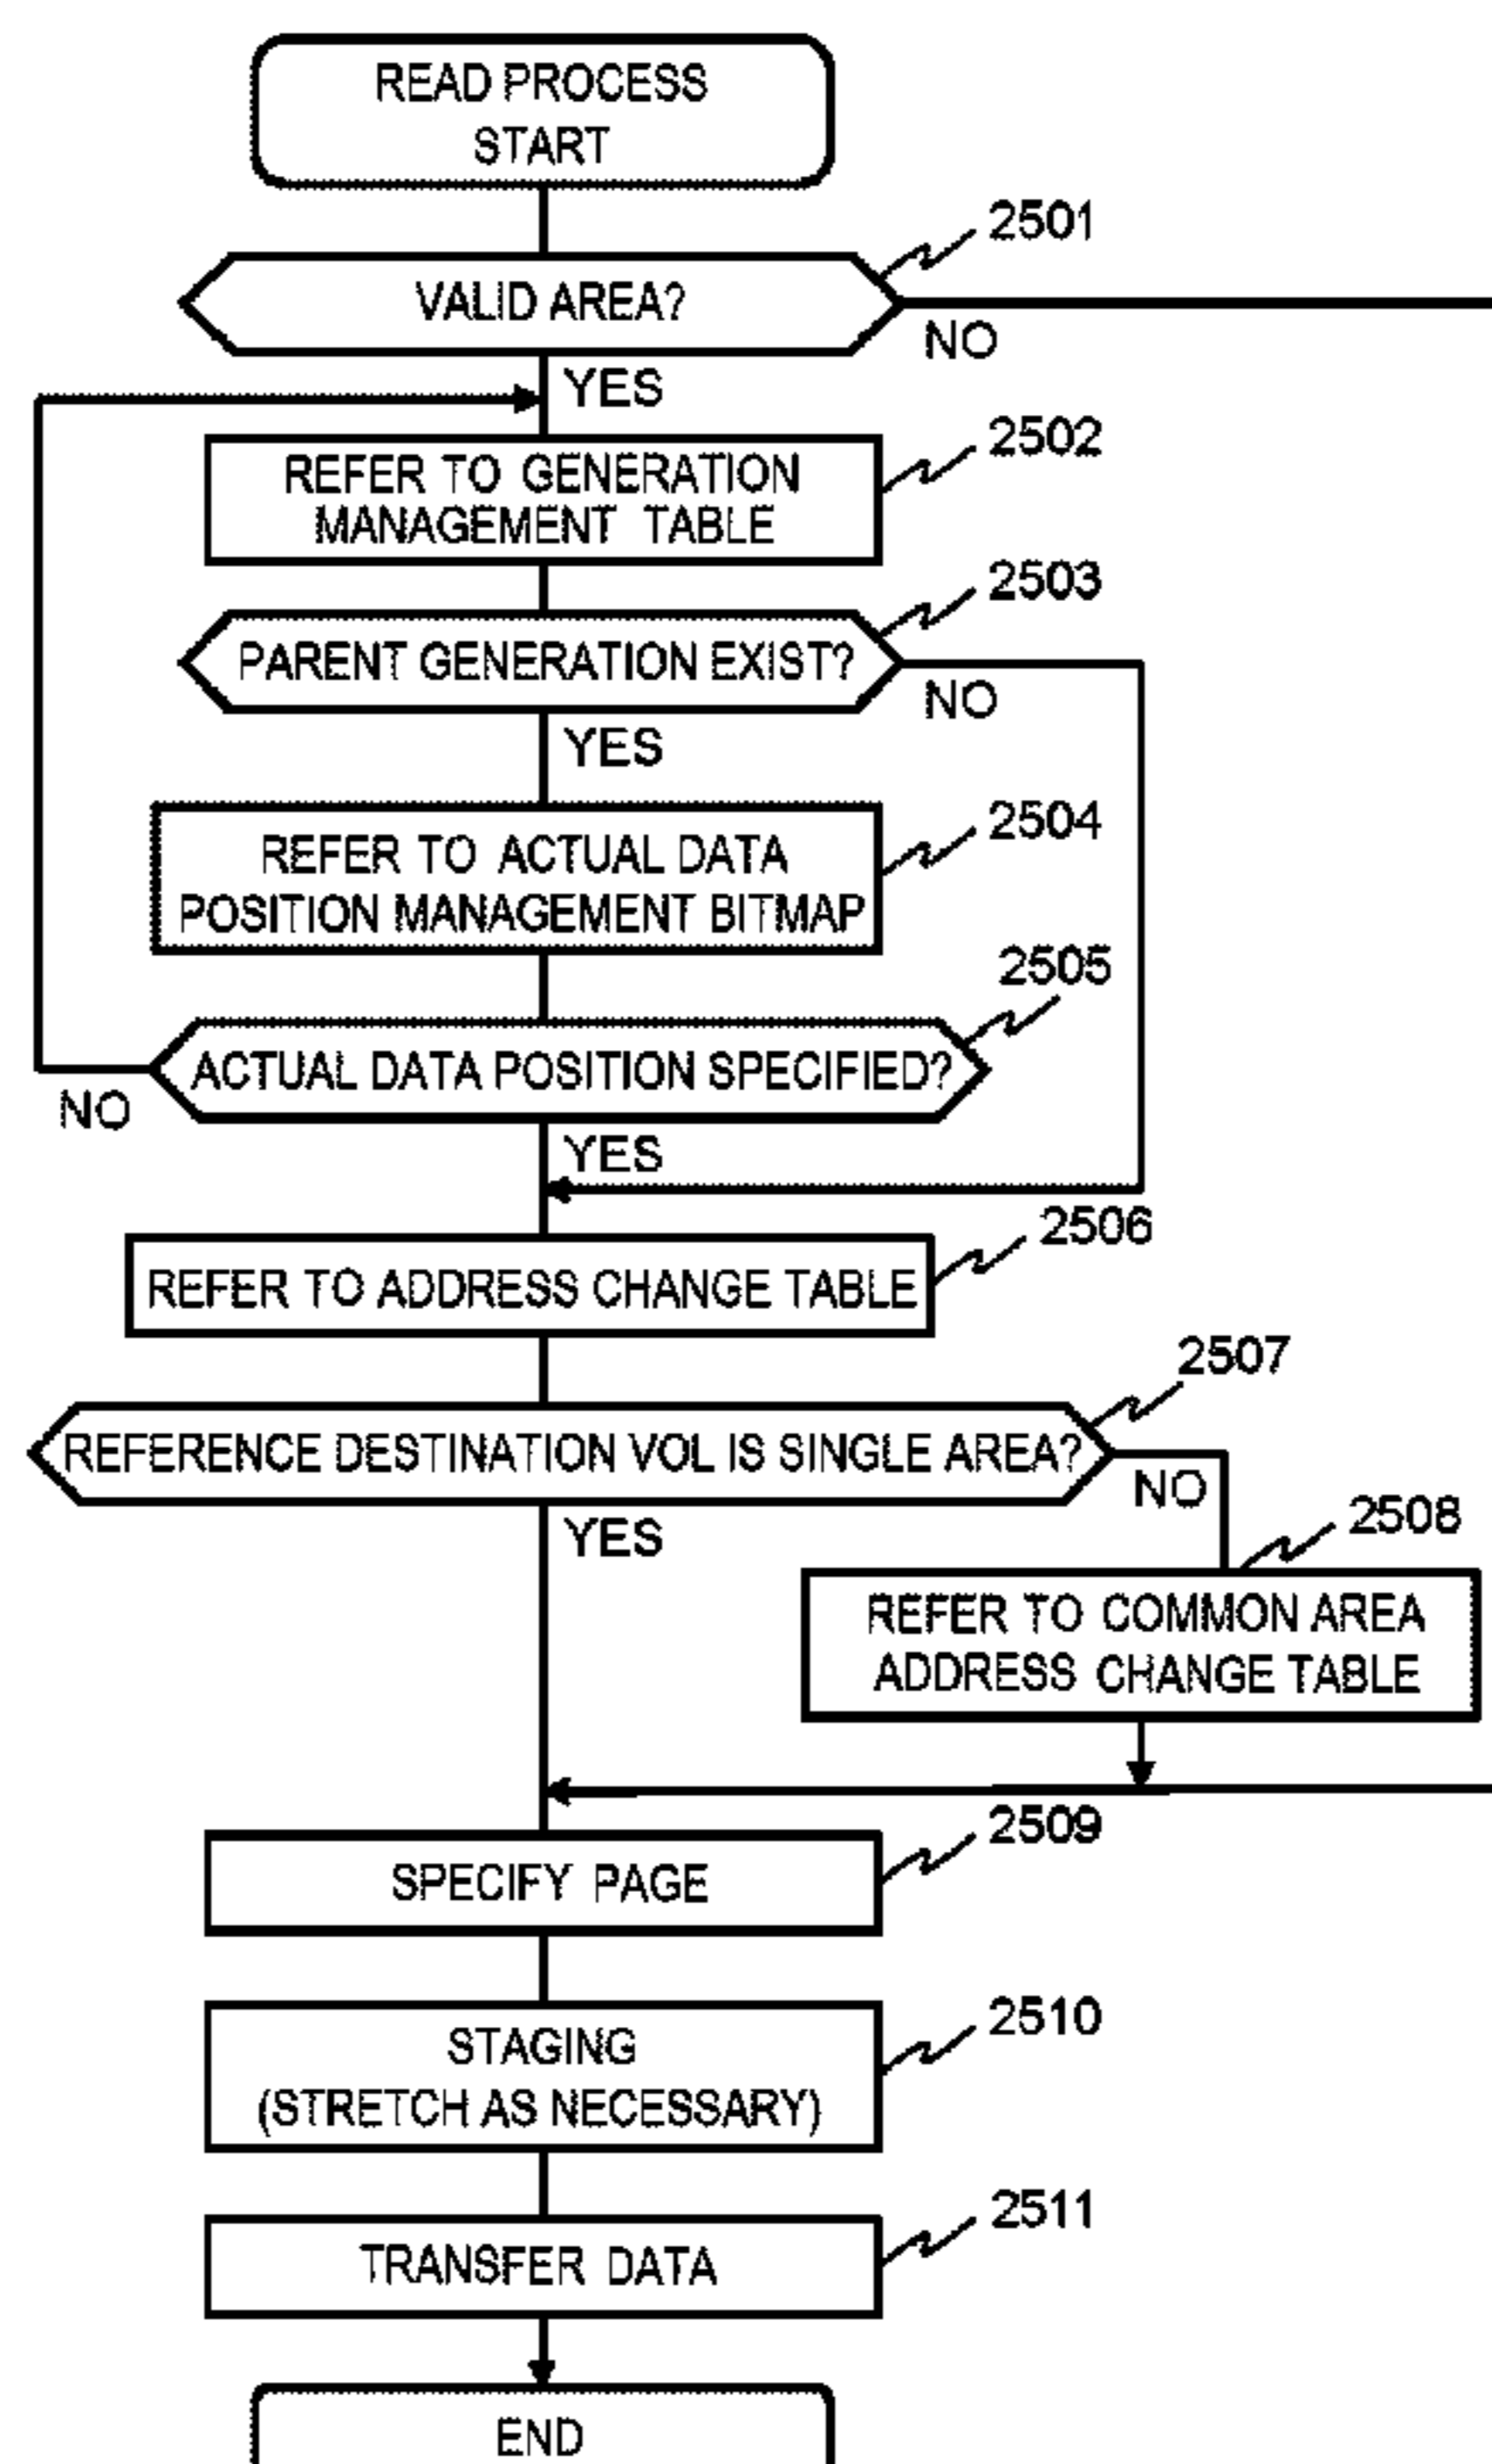 READ PROCESS
START
2501
VALID AREA?
NO
YES
2502
REFER TO GENERATION
MANAGEMENT TABLE
2503
PARENT GENERATION EXIST?
NO
YES
2504
REFER TO ACTUAL DATA
POSITION MANAGEMENT BITMAP
2505
ACTUAL DATA POSITION SPECIFIED?
NO
YES
2506
REFER TO ADDRESS CHANGE TABLE
2507
REFERENCE DESTINATION VOL IS SINGLE AREA?
NO
YES
2508
REFER TO COMMON AREA
ADDRESS CHANGE TABLE
2509
SPECIFY PAGE
2510
STAGING
(STRETCH AS NECESSARY)
2511
TRANSFER DATA
END